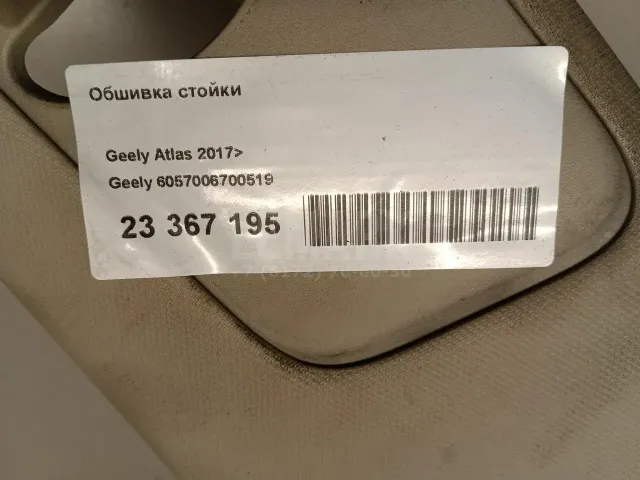 Обшивка стойки
Geely Atlas 2017>
Geely 6057006700519
23 367 195